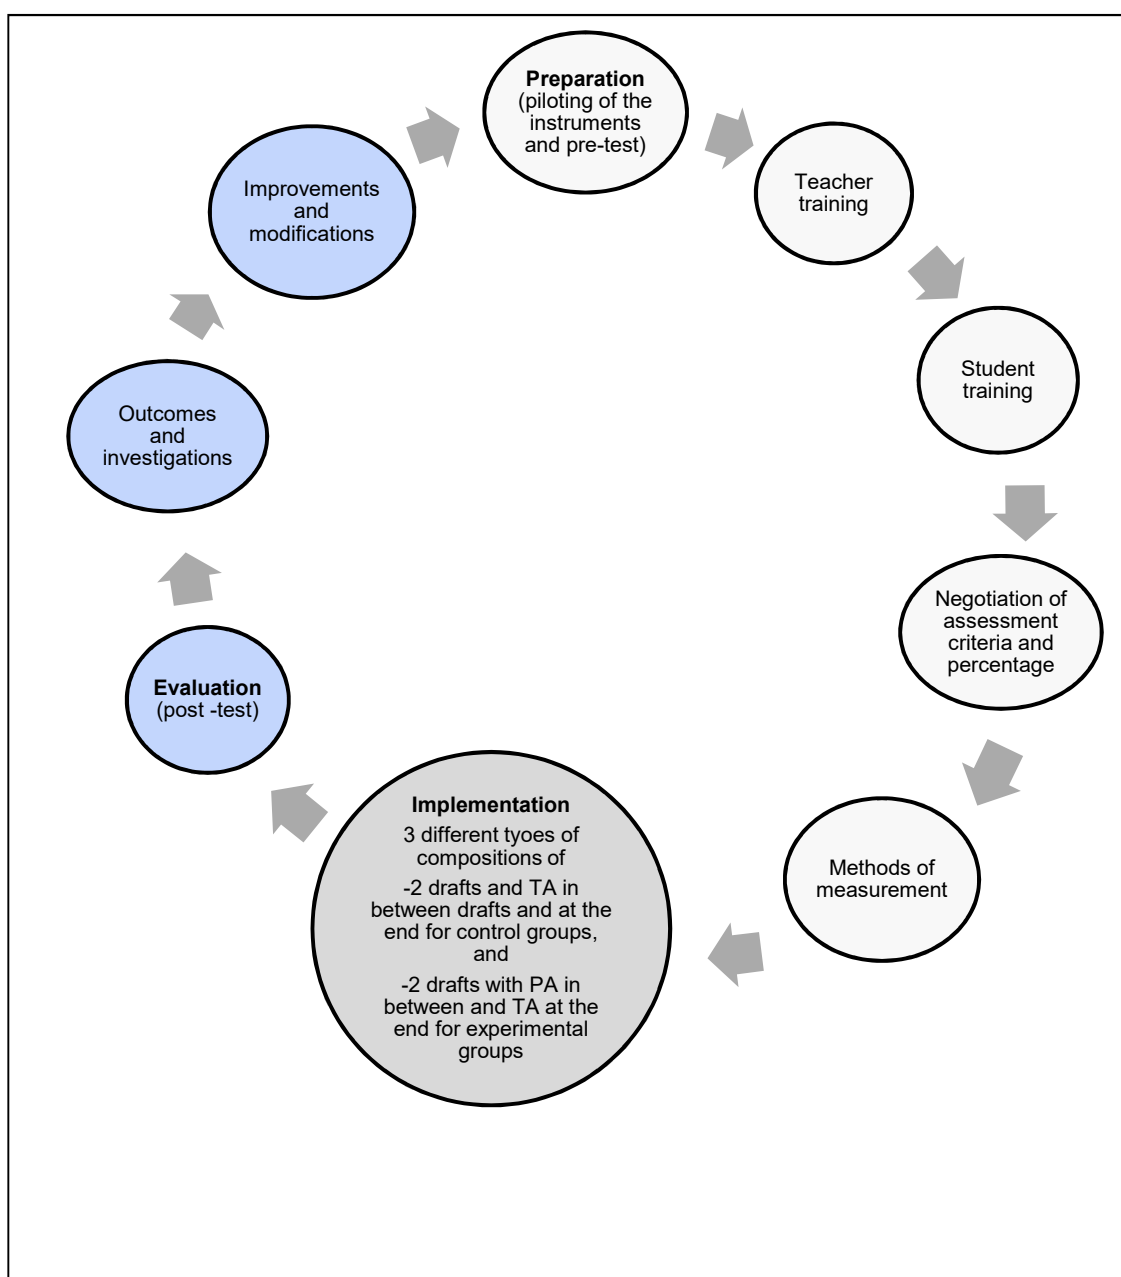 Preparation
(piloting of the
instruments
and pre-test)
Teacher
training
Student
training
Negotiation of
assessment
criteria and
percentage
Methods of
measurement
Implementation
3 different tyoes of
compositions of
-2 drafts and TA in
between drafts and at the
end for control groups,
and
-2 drafts with PA in
between and TA at the
end for experimental
groups
Evaluation
(post -test)
Outcomes
and
investigations
Improvements
and
modifications